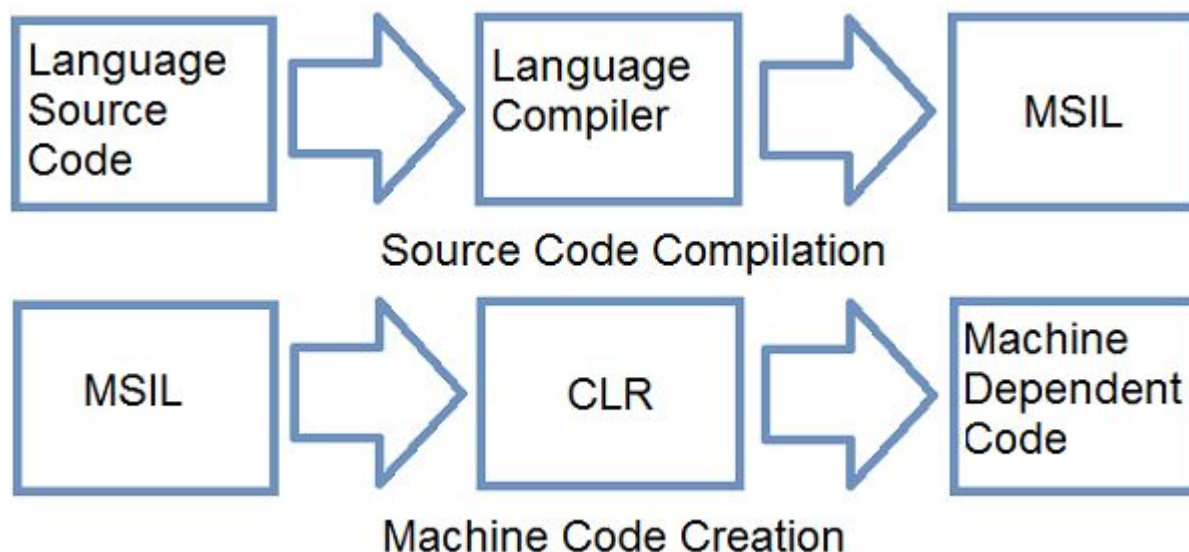 Language
Source
Code
Language
Compiler
MSIL
Source Code Compilation
MSIL
CLR
Machine
Dependent
Code
Machine Code Creation